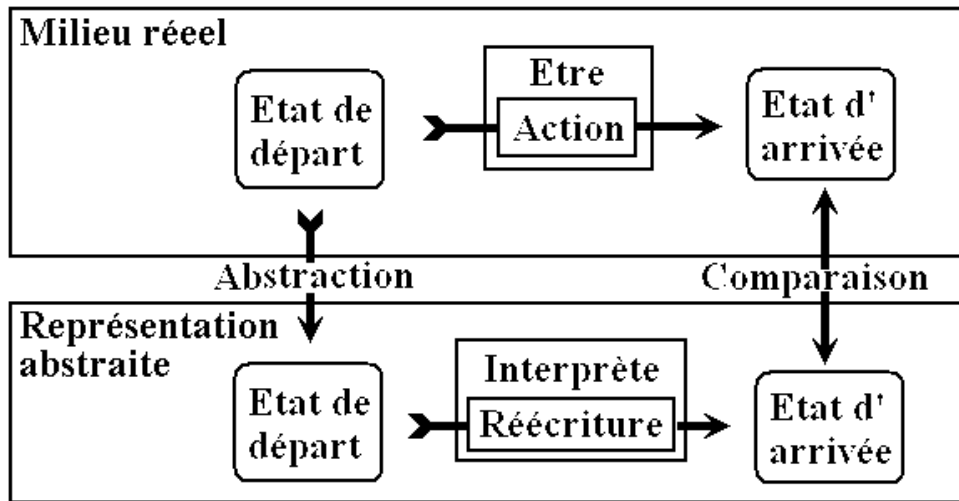 Milieu réeel
Etat de
départ
Etre
Action
Etat d'
arrivée
Abstraction
Comparaison
Représentation
abstraite
Etat de
départ
Interprète
Réécriture
Etat d'
arrivée